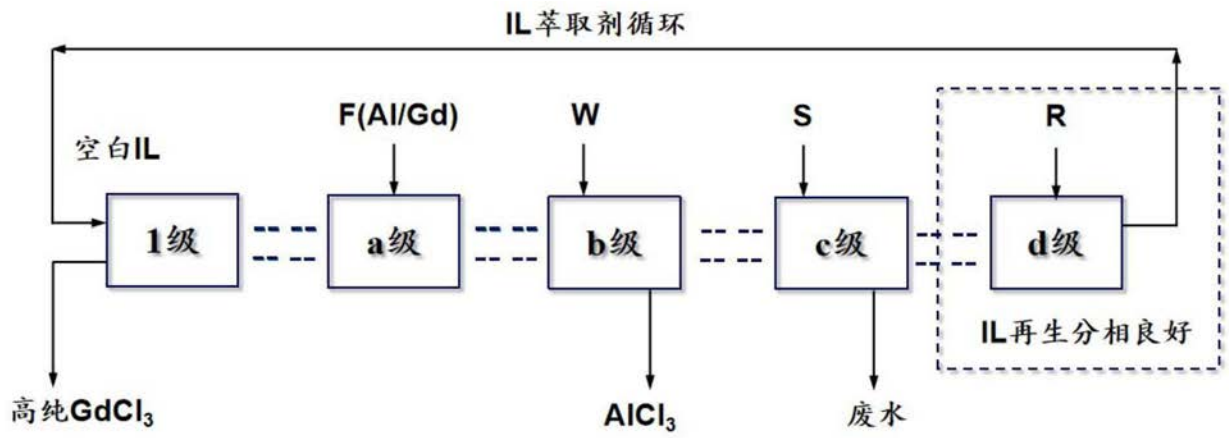 IL萃取剂循环
F(Al/Gd)
W
S
R
空白IL
1级
a级
b级
c级
d级
IL再生分相良好
高纯GdCl₃
AlCl₃
废水